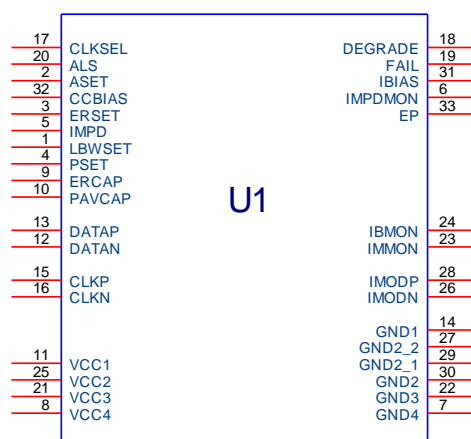 17 CLKSEL DEGRADE 18
20 ALS FAIL 19
2 ASET IBIAS 31
32 CCBIAS IMPDMON 6
3 ERSET EP 33
5 IMPD
1 LBWSET
4 PSET
9 ERCAP
10 PAVCAP
U1
13 DATAP IBMON 24
12 DATAN IMMON 23
15 CLKP IMODP 28
16 CLKN IMODN 26
GND1 14
GND2_2 27
11 VCC1 GND2_1 29
25 VCC2 GND2 30
21 VCC3 GND3 22
8 VCC4 GND4 7